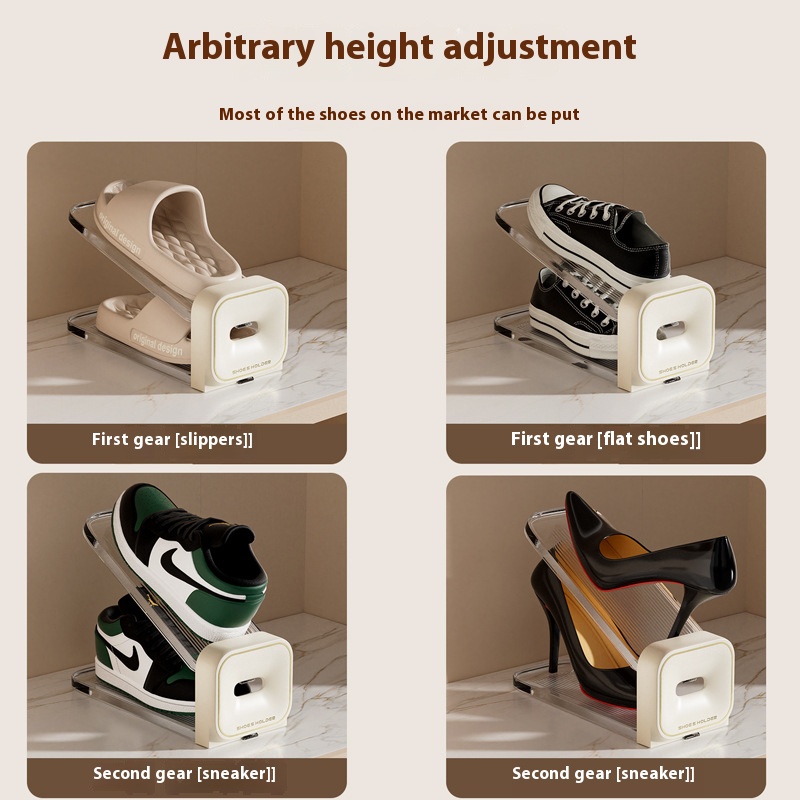 Arbitrary height adjustment
Most of the shoes on the market can be put
original design
original design
SHOES HOLDER
First gear [slippers]]
SHOES HOLDER
First gear [flat shoes]]
SHOES HOLDER
Second gear [sneaker]]
SHOES HOLDER
Second gear [sneaker]]